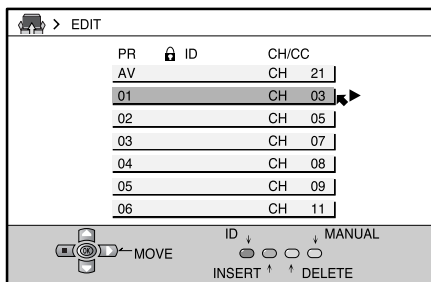 > EDIT
PR ID CH/CC
AV CH 21
01 CH 03
02 CH 05
03 CH 07
04 CH 08
05 CH 09
06 CH 11
OK MOVE
ID MANUAL
INSERT DELETE